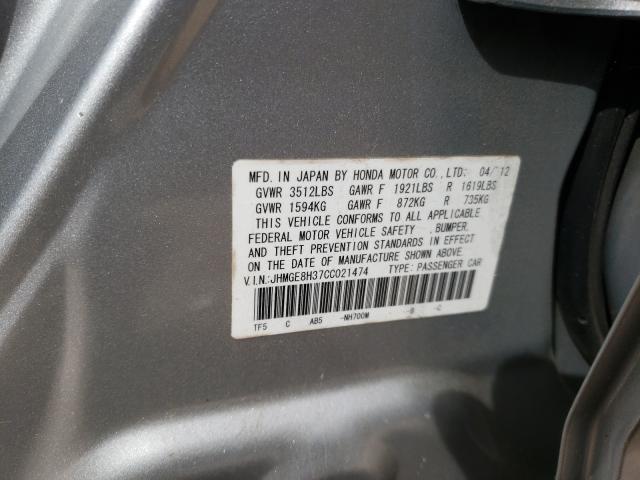 MFD. IN JAPAN BY HONDA MOTOR CO., LTD. 04/12
GVWR 3512LBS GAWR F 1921LBS R 1619LBS
GVWR 1594KG GAWR F 872KG R 735KG
THIS VEHICLE CONFORMS TO ALL APPLICABLE
FEDERAL MOTOR VEHICLE SAFETY , BUMPER,
AND THEFT PREVENTION STANDARDS IN EFFECT
ON THE DATE OF MANUFACTURE SHOWN ABOVE.
V.I.N.:JHMGE8H37CC021474 TYPE: PASSENGER CAR
TF5 C AB5 -NH700M -B -C